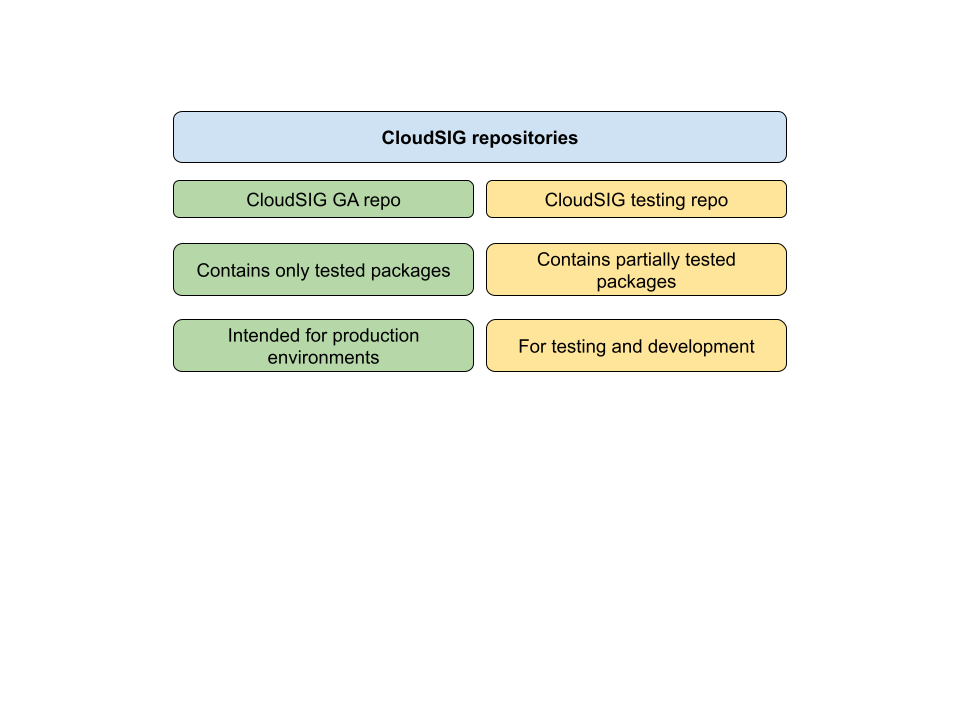 CloudSIG repositories
CloudSIG GA repo
CloudSIG testing repo
Contains only tested packages
Contains partially tested
packages
Intended for production
environments
For testing and development